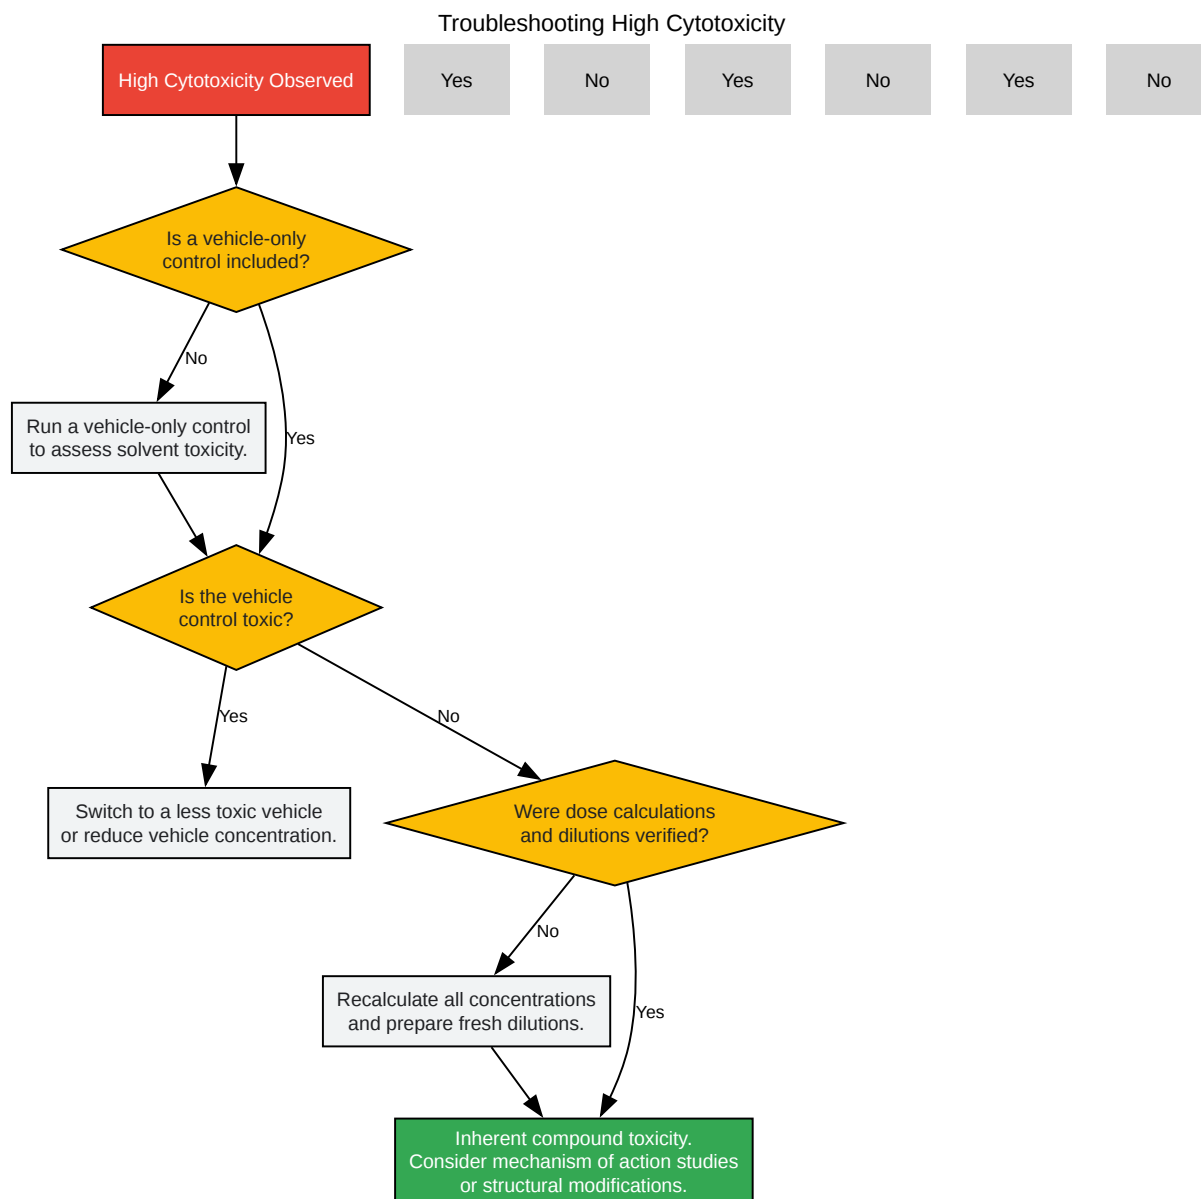 Troubleshooting High Cytotoxicity
High Cytotoxicity Observed
Yes
No
Yes
No
Yes
No
Is a vehicle-only
control included?
No
Run a vehicle-only control
to assess solvent toxicity.
Yes
Is the vehicle
control toxic?
Yes
No
Switch to a less toxic vehicle
or reduce vehicle concentration.
Were dose calculations
and dilutions verified?
No
Recalculate all concentrations
and prepare fresh dilutions.
Yes
Inherent compound toxicity.
Consider mechanism of action studies
or structural modifications.